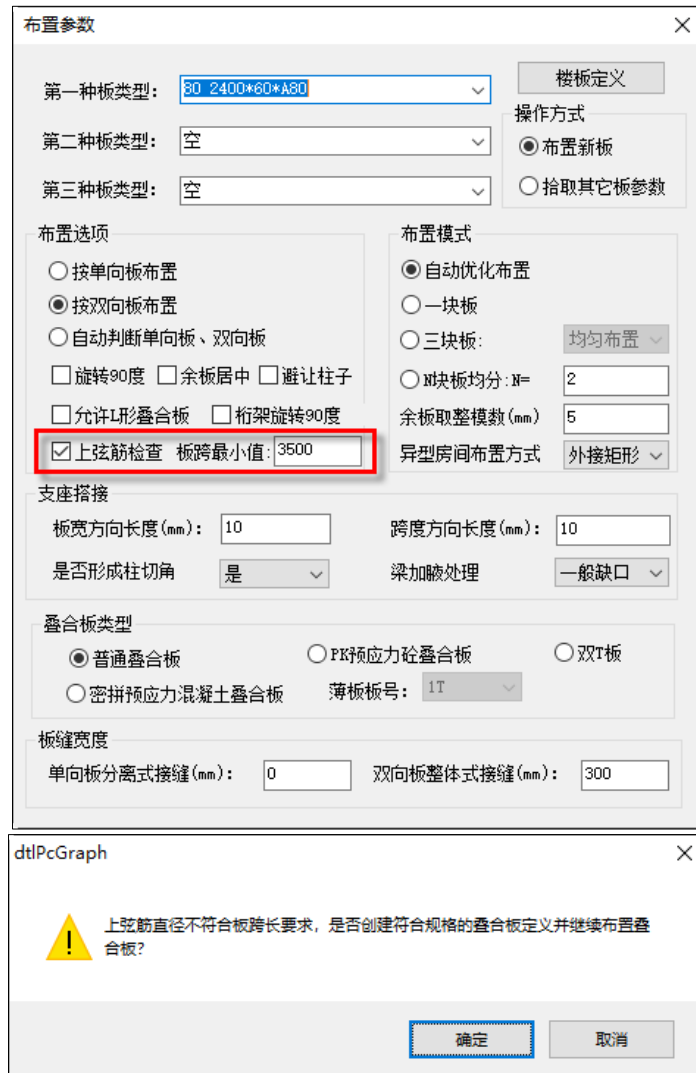 布置参数
第一种板类型: 80 2400*60*A80 楼板定义
第二种板类型: 空
第三种板类型: 空
操作方式
布置新板
拾取其它板参数
布置选项
按单向板布置
按双向板布置
自动判断单向板、双向板
旋转90度 余板居中 避让柱子
允许L形叠合板 桁架旋转90度
上弦筋检查 板跨最小值: 3500
布置模式
自动优化布置
一块板
三块板: 均匀布置
N块板均分:N= 2
余板取整模数(mm) 5
异型房间布置方式 外接矩形
支座搭接
板宽方向长度(mm): 10 跨度方向长度(mm): 10
是否形成柱切角 是 梁加腋处理 一般缺口
叠合板类型
普通叠合板 PK预应力砼叠合板 双T板
密拼预应力混凝土叠合板 薄板板号: 1T
板缝宽度
单向板分离式接缝(mm): 0 双向板整体式接缝(mm): 300
dtlPcGraph
上弦筋直径不符合板跨长要求，是否创建符合规格的叠合板定义并继续布置叠
合板?
确定 取消